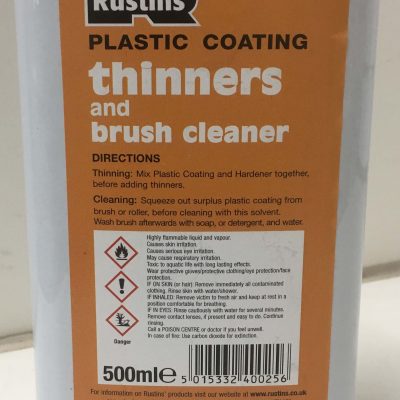 Rustins
PLASTIC COATING
thinners
and
brush cleaner
DIRECTIONS
Thinning: Mix Plastic Coating and Hardener together,
before adding thinners.
Cleaning: Squeeze out surplus plastic coating from
brush or roller, before cleaning with this solvent.
Wash brush afterwards with soap, or detergent, and water.
Highly flammable liquid and vapour.
Causes skin irritation.
Causes serious eye irritation.
May cause respiratory irritation.
Toxic to aquatic life with long lasting effects.
Wear protective gloves/protective clothing/eye protection/face
protection.
IF ON SKIN (or hair): Remove immediately all contaminated
clothing. Rinse skin with water/shower.
IF INHALED: Remove victim to fresh air and keep at rest in a
position comfortable for breathing.
IF IN EYES: Rinse cautiously with water for several minutes.
Remove contact lenses, if present and easy to do. Continue
rinsing.
Call a POISON CENTRE or doctor if you feel unwell.
In case of fire: Use carbon dioxide for extinction.
Danger
500ml℮
5 015332 400256
For information on Rustins' products visit our website at www.rustins.co.uk